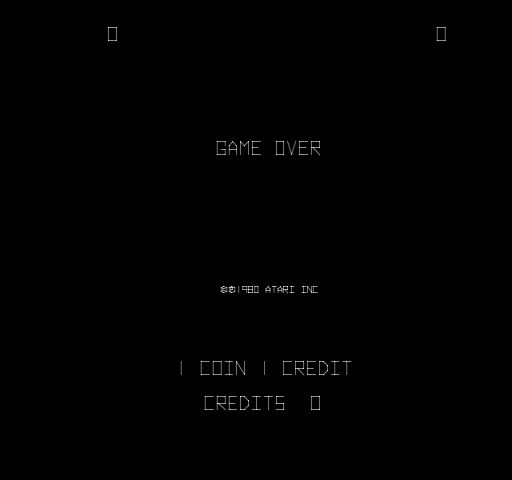 0 0
GAME OVER
©℗1980 ATARI INC
1 COIN 1 CREDIT
CREDITS 0